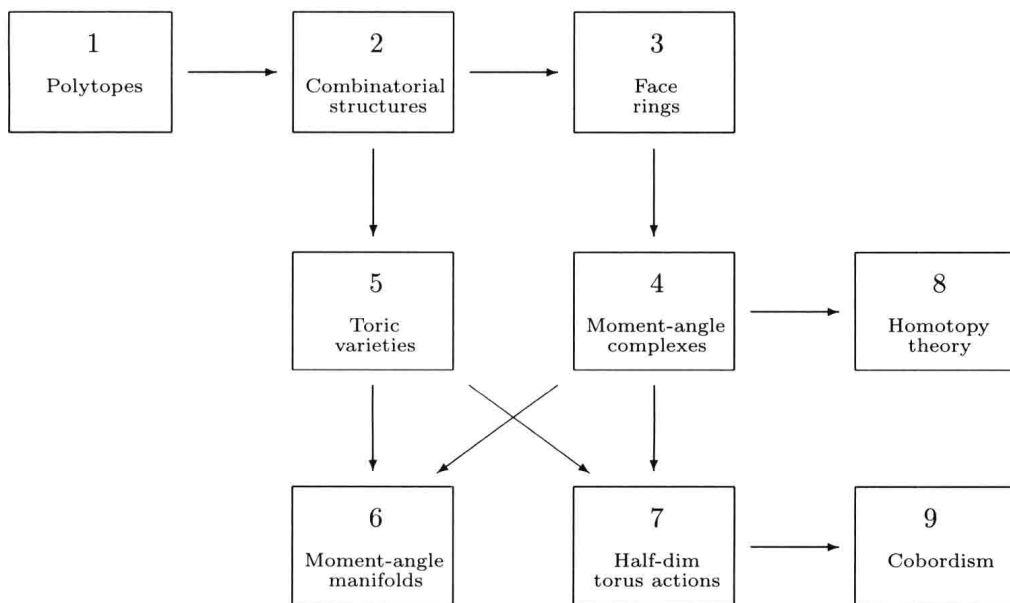 1
Polytopes
2
Combinatorial
structures
3
Face
rings
5
Toric
varieties
4
Moment-angle
complexes
8
Homotopy
theory
6
Moment-angle
manifolds
7
Half-dim
torus actions
9
Cobordism